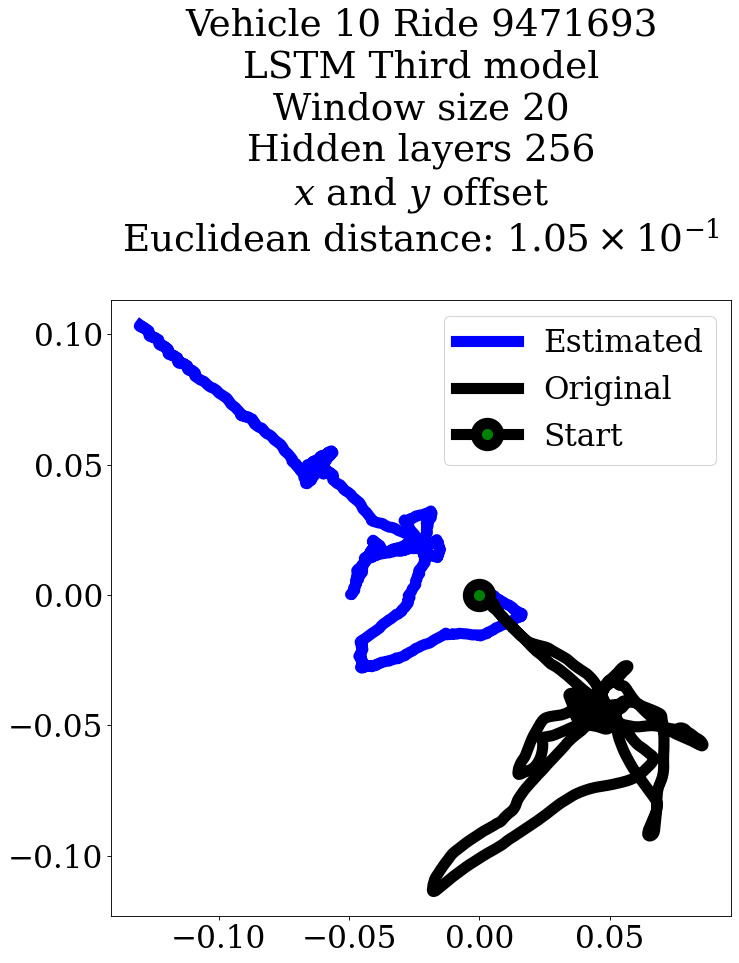 Vehicle 10 Ride 9471693
LSTM Third model
Window size 20
Hidden layers 256
x and y offset
Euclidean distance: 1.05 × 10⁻¹
Estimated
Original
Start
0.10
0.05
0.00
−0.05
−0.10
−0.10 −0.05 0.00 0.05